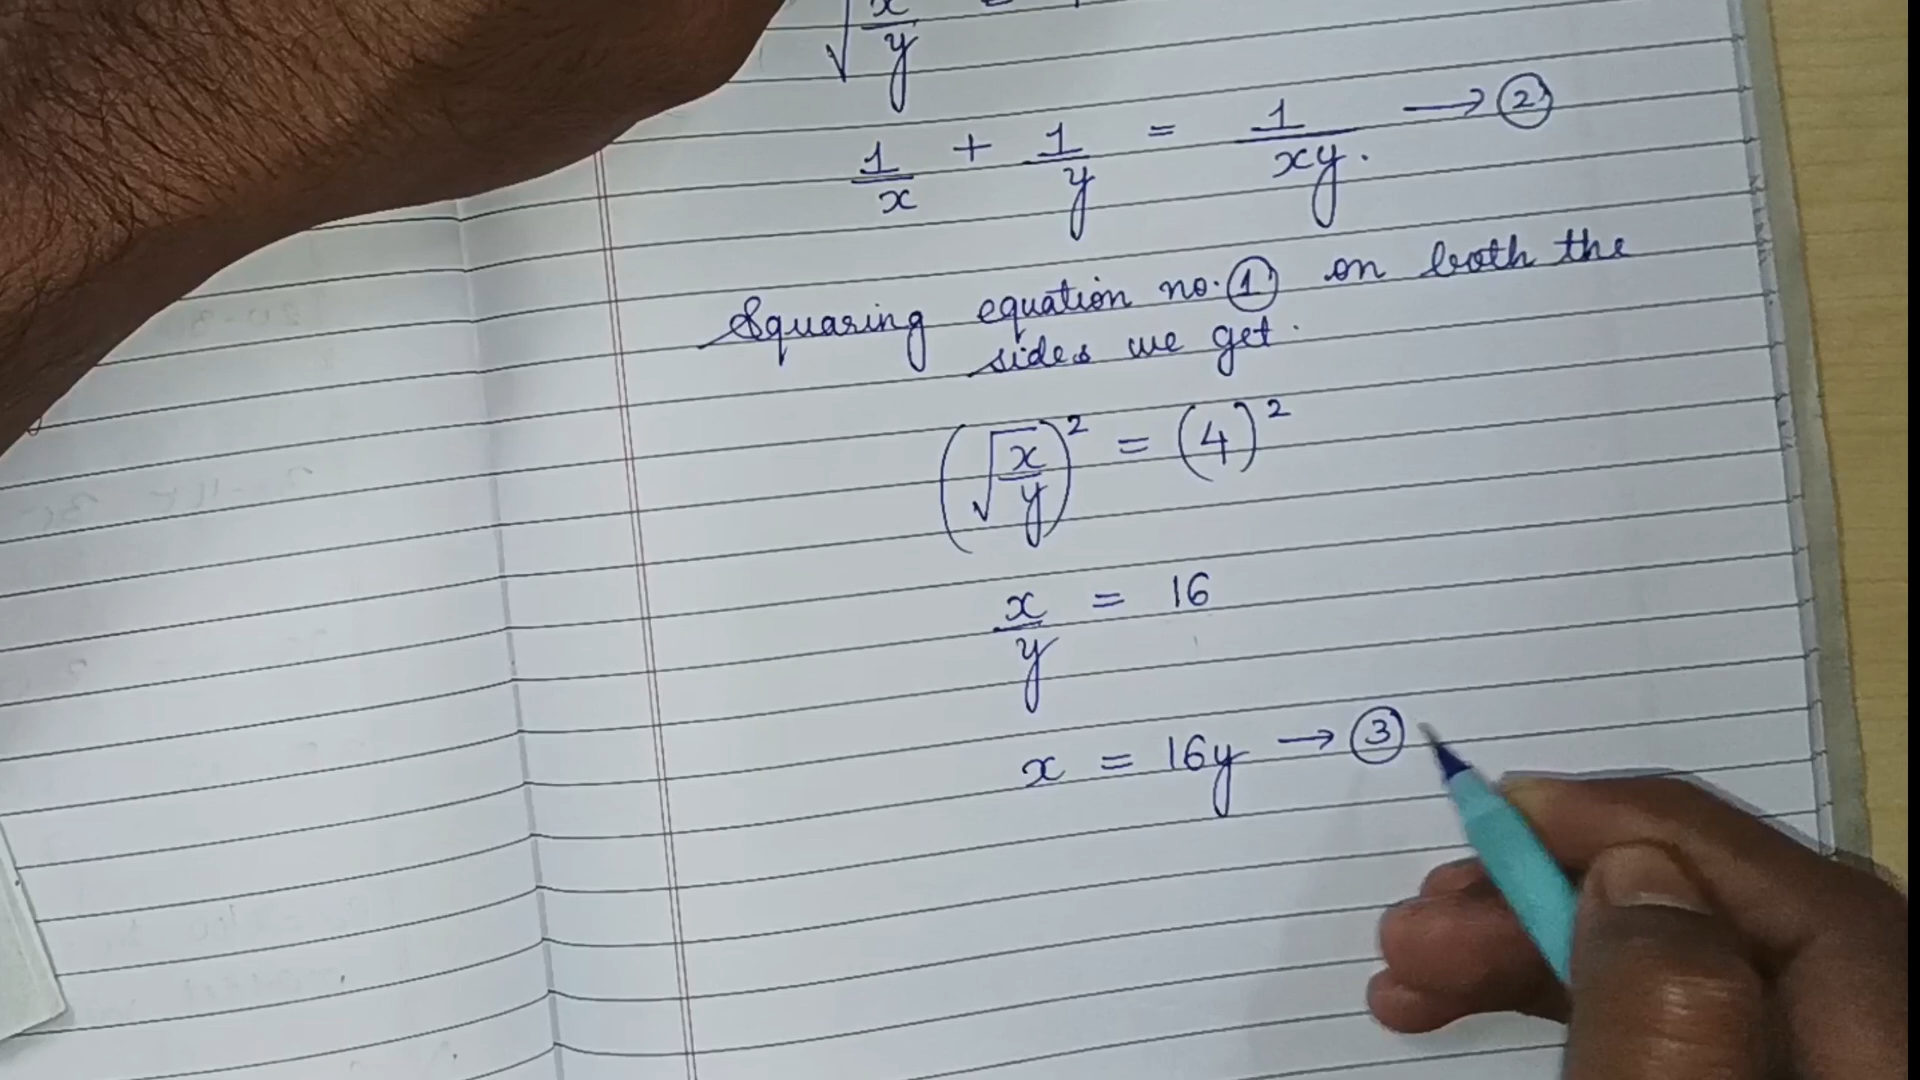 √x/y =
1/x + 1/y = 1/xy. → ②
Squaring equation no. ① on both the
sides we get.
(√x/y)² = (4)²
x/y = 16
x = 16y → ③